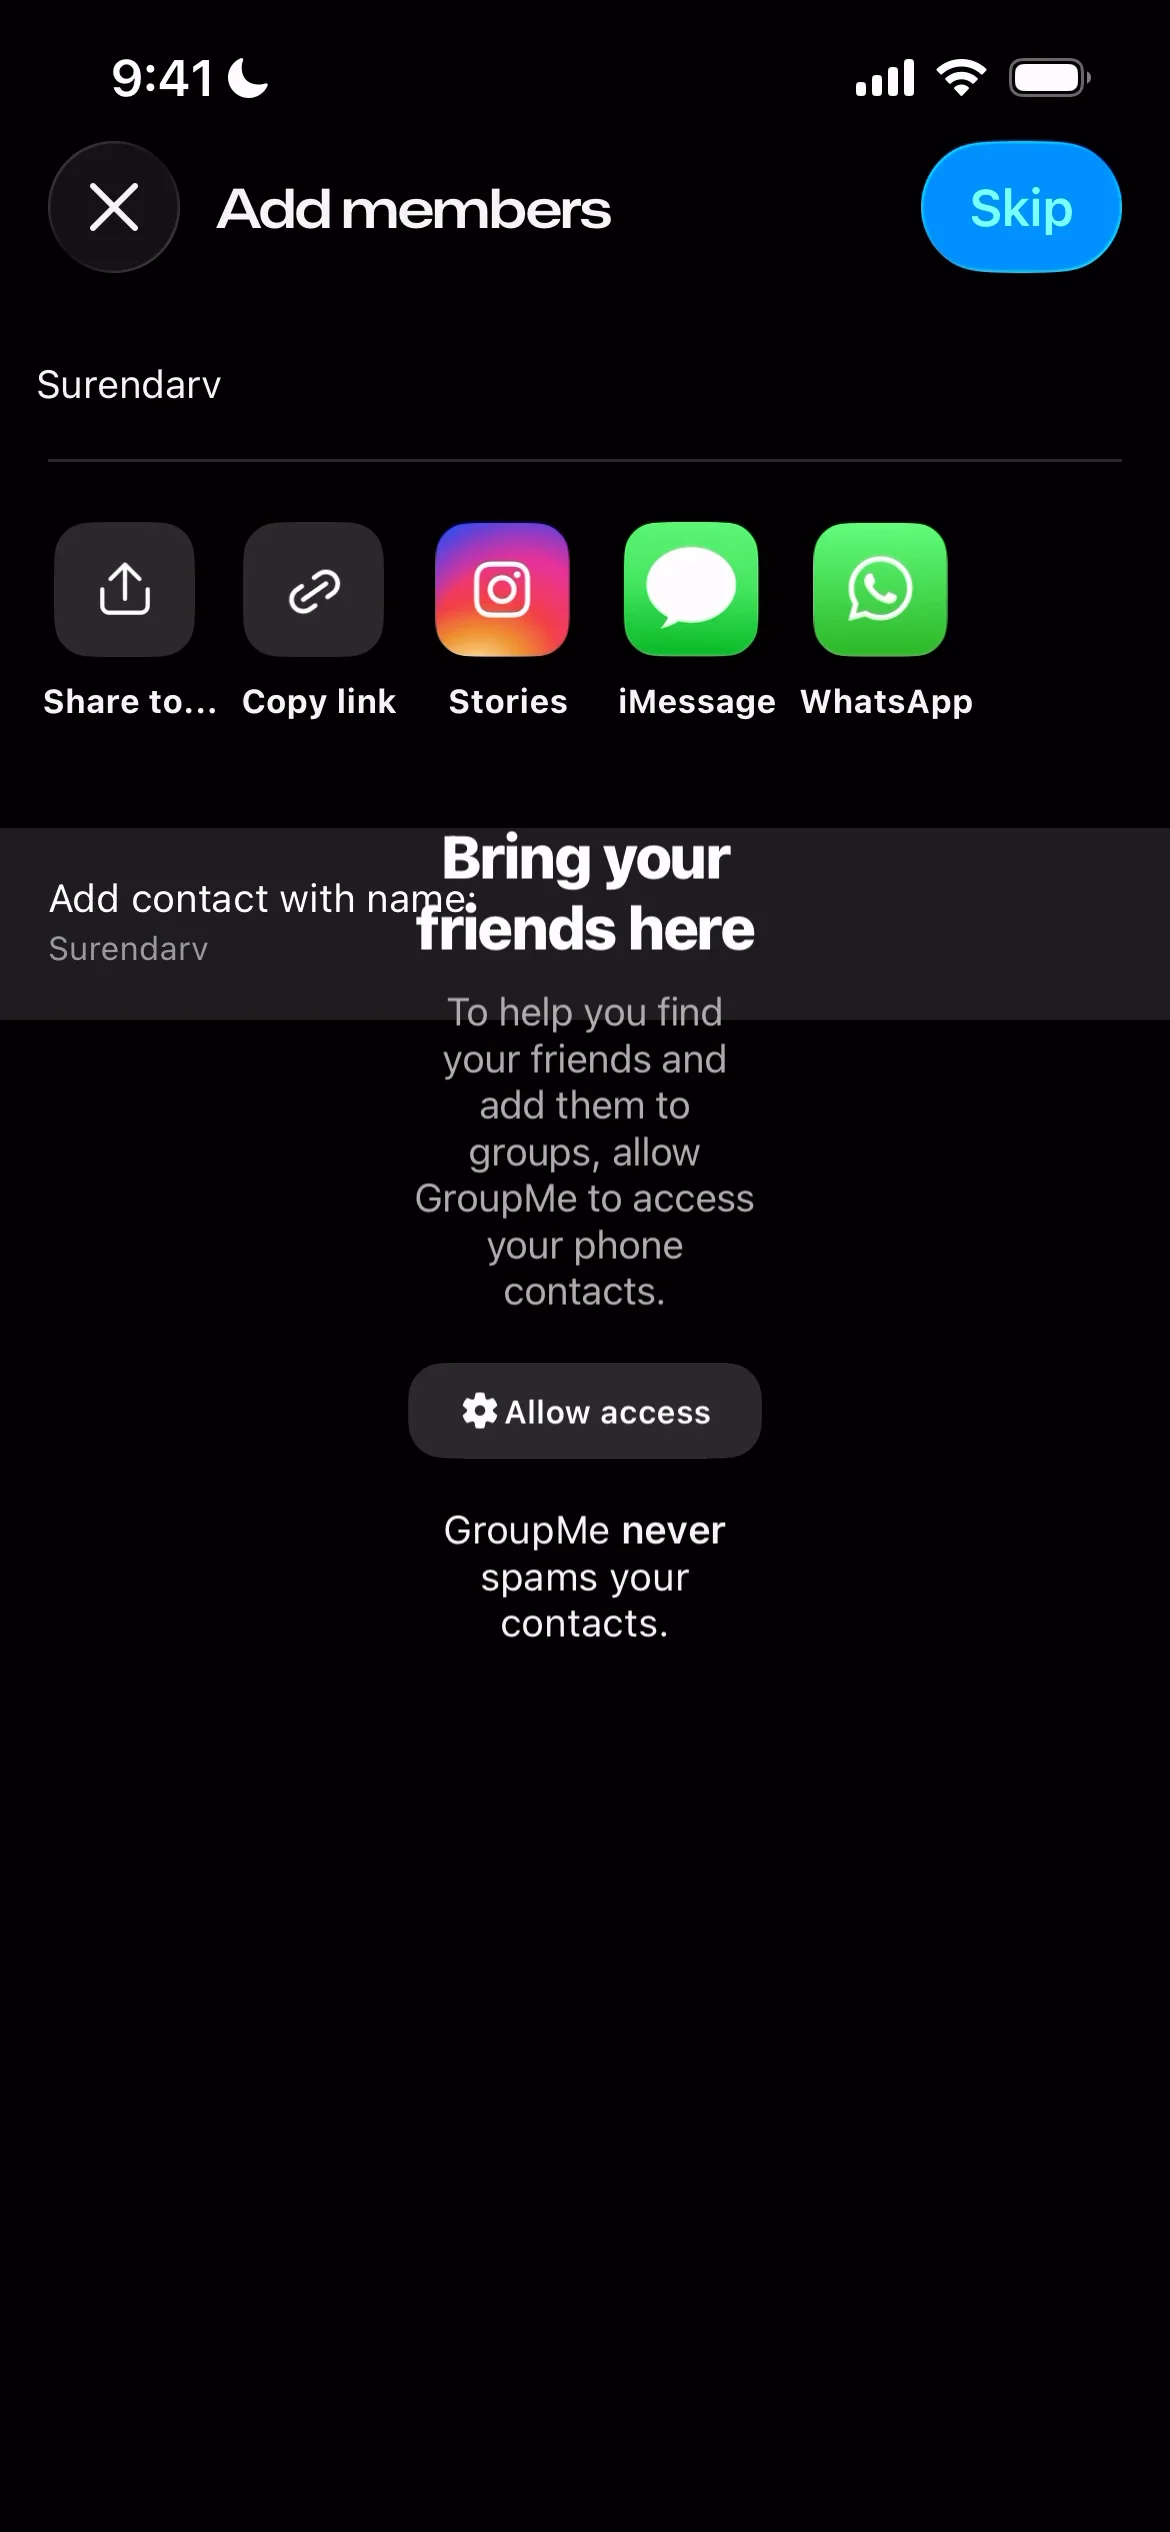 9:41
Add members
Skip
Surendarv
Share to...
Copy link
Stories
iMessage
WhatsApp
Add contact with name:
Surendarv
Bring your
friends here
To help you find
your friends and
add them to
groups, allow
GroupMe to access
your phone
contacts.
Allow access
GroupMe never
spams your
contacts.